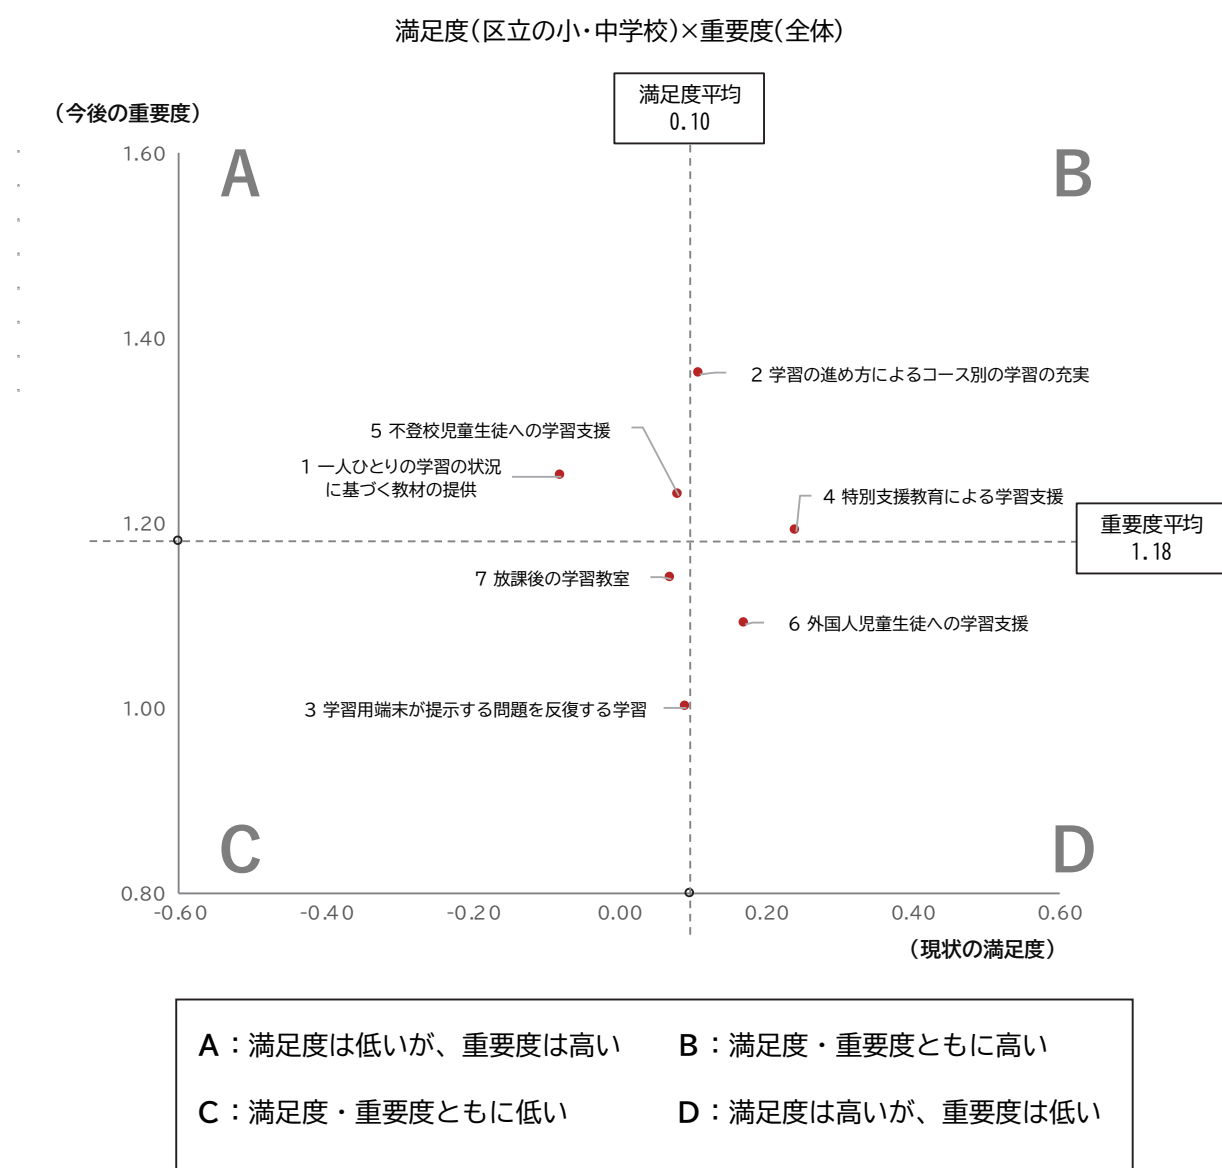 満足度(区立の小・中学校)×重要度(全体)
満足度平均
0.10
(今後の重要度)
1.60
A
B
1.40
2 学習の進め方によるコース別の学習の充実
5 不登校児童生徒への学習支援
1 一人ひとりの学習の状況
に基づく教材の提供
4 特別支援教育による学習支援
1.20
重要度平均
1.18
7 放課後の学習教室
6 外国人児童生徒への学習支援
1.00
3 学習用端末が提示する問題を反復する学習
C
D
0.80
-0.60
-0.40
-0.20
0.00
0.20
0.40
0.60
(現状の満足度)
A：満足度は低いが、重要度は高い
B：満足度・重要度ともに高い
C：満足度・重要度ともに低い
D：満足度は高いが、重要度は低い